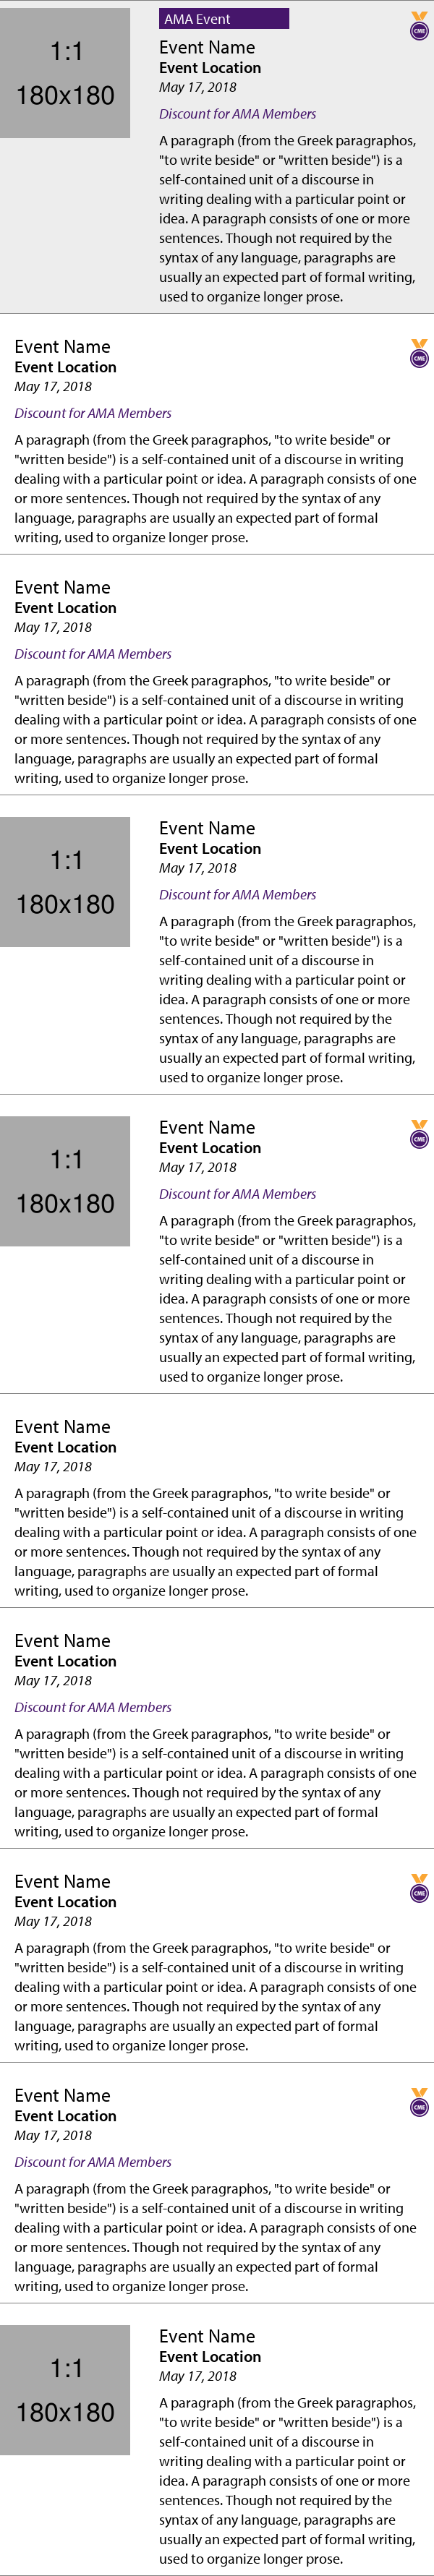 1:1
180x180
AMA Event
CME
Event Name
Event Location
May 17, 2018
Discount for AMA Members
A paragraph (from the Greek paragraphos,
"to write beside" or "written beside") is a
self-contained unit of a discourse in
writing dealing with a particular point or
idea. A paragraph consists of one or more
sentences. Though not required by the
syntax of any language, paragraphs are
usually an expected part of formal writing,
used to organize longer prose.
Event Name
CME
Event Location
May 17, 2018
Discount for AMA Members
A paragraph (from the Greek paragraphos, "to write beside" or
"written beside") is a self-contained unit of a discourse in writing
dealing with a particular point or idea. A paragraph consists of one
or more sentences. Though not required by the syntax of any
language, paragraphs are usually an expected part of formal
writing, used to organize longer prose.
Event Name
Event Location
May 17, 2018
Discount for AMA Members
A paragraph (from the Greek paragraphos, "to write beside" or
"written beside") is a self-contained unit of a discourse in writing
dealing with a particular point or idea. A paragraph consists of one
or more sentences. Though not required by the syntax of any
language, paragraphs are usually an expected part of formal
writing, used to organize longer prose.
1:1
180x180
Event Name
Event Location
May 17, 2018
Discount for AMA Members
A paragraph (from the Greek paragraphos,
"to write beside" or "written beside") is a
self-contained unit of a discourse in
writing dealing with a particular point or
idea. A paragraph consists of one or more
sentences. Though not required by the
syntax of any language, paragraphs are
usually an expected part of formal writing,
used to organize longer prose.
1:1
180x180
Event Name
CME
Event Location
May 17, 2018
Discount for AMA Members
A paragraph (from the Greek paragraphos,
"to write beside" or "written beside") is a
self-contained unit of a discourse in
writing dealing with a particular point or
idea. A paragraph consists of one or more
sentences. Though not required by the
syntax of any language, paragraphs are
usually an expected part of formal writing,
used to organize longer prose.
Event Name
Event Location
May 17, 2018
A paragraph (from the Greek paragraphos, "to write beside" or
"written beside") is a self-contained unit of a discourse in writing
dealing with a particular point or idea. A paragraph consists of one
or more sentences. Though not required by the syntax of any
language, paragraphs are usually an expected part of formal
writing, used to organize longer prose.
Event Name
Event Location
May 17, 2018
Discount for AMA Members
A paragraph (from the Greek paragraphos, "to write beside" or
"written beside") is a self-contained unit of a discourse in writing
dealing with a particular point or idea. A paragraph consists of one
or more sentences. Though not required by the syntax of any
language, paragraphs are usually an expected part of formal
writing, used to organize longer prose.
Event Name
CME
Event Location
May 17, 2018
A paragraph (from the Greek paragraphos, "to write beside" or
"written beside") is a self-contained unit of a discourse in writing
dealing with a particular point or idea. A paragraph consists of one
or more sentences. Though not required by the syntax of any
language, paragraphs are usually an expected part of formal
writing, used to organize longer prose.
Event Name
CME
Event Location
May 17, 2018
Discount for AMA Members
A paragraph (from the Greek paragraphos, "to write beside" or
"written beside") is a self-contained unit of a discourse in writing
dealing with a particular point or idea. A paragraph consists of one
or more sentences. Though not required by the syntax of any
language, paragraphs are usually an expected part of formal
writing, used to organize longer prose.
1:1
180x180
Event Name
Event Location
May 17, 2018
A paragraph (from the Greek paragraphos,
"to write beside" or "written beside") is a
self-contained unit of a discourse in
writing dealing with a particular point or
idea. A paragraph consists of one or more
sentences. Though not required by the
syntax of any language, paragraphs are
usually an expected part of formal writing,
used to organize longer prose.